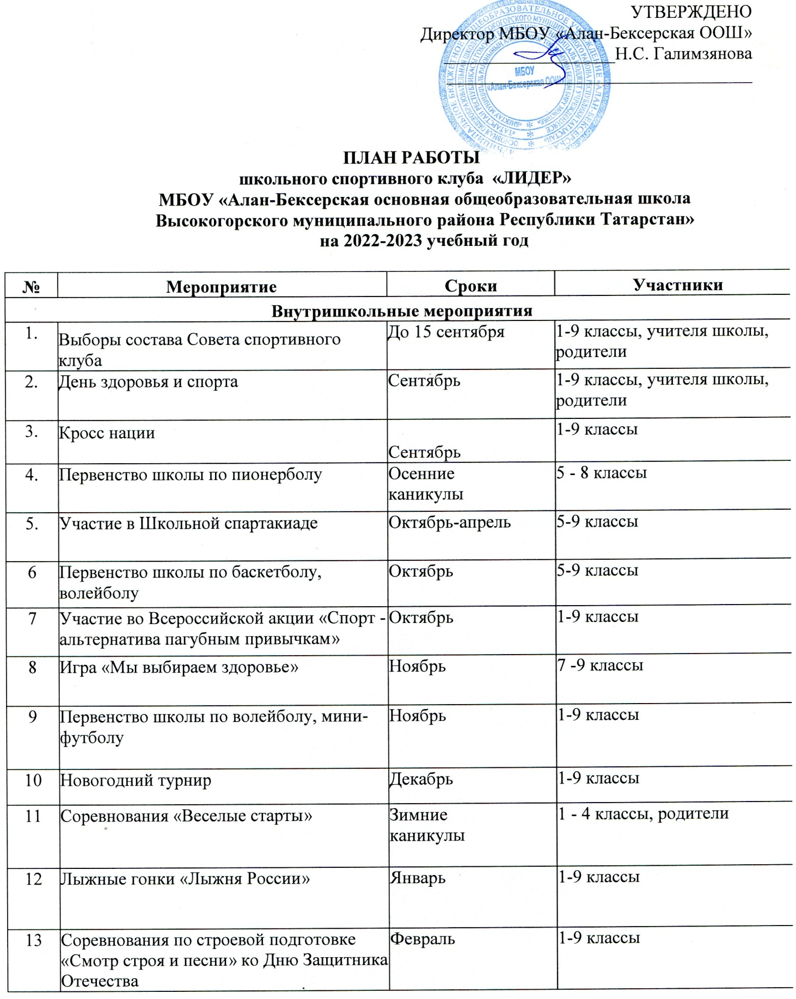 УТВЕРЖДЕНО
Директор МБОУ «Алан-Бексерская ООШ»
Н.С. Галимзянова
МБОУ
«Алан-Бексерская ООШ»
ПЛАН РАБОТЫ
школьного спортивного клуба «ЛИДЕР»
МБОУ «Алан-Бексерская основная общеобразовательная школа
Высокогорского муниципального района Республики Татарстан»
на 2022-2023 учебный год
№ Мероприятие Сроки Участники
Внутришкольные мероприятия
1. Выборы состава Совета спортивного До 15 сентября 1-9 классы, учителя школы,
клуба родители
2. День здоровья и спорта Сентябрь 1-9 классы, учителя школы,
родители
3. Кросс нации 1-9 классы
Сентябрь
4. Первенство школы по пионерболу Осенние 5 - 8 классы
каникулы
5. Участие в Школьной спартакиаде Октябрь-апрель 5-9 классы
6 Первенство школы по баскетболу, Октябрь 5-9 классы
волейболу
7 Участие во Всероссийской акции «Спорт - Октябрь 1-9 классы
альтернатива пагубным привычкам»
8 Игра «Мы выбираем здоровье» Ноябрь 7 -9 классы
9 Первенство школы по волейболу, мини- Ноябрь 1-9 классы
футболу
10 Новогодний турнир Декабрь 1-9 классы
11 Соревнования «Веселые старты» Зимние 1 - 4 классы, родители
каникулы
12 Лыжные гонки «Лыжня России» Январь 1-9 классы
13 Соревнования по строевой подготовке Февраль 1-9 классы
«Смотр строя и песни» ко Дню Защитника
Отечества